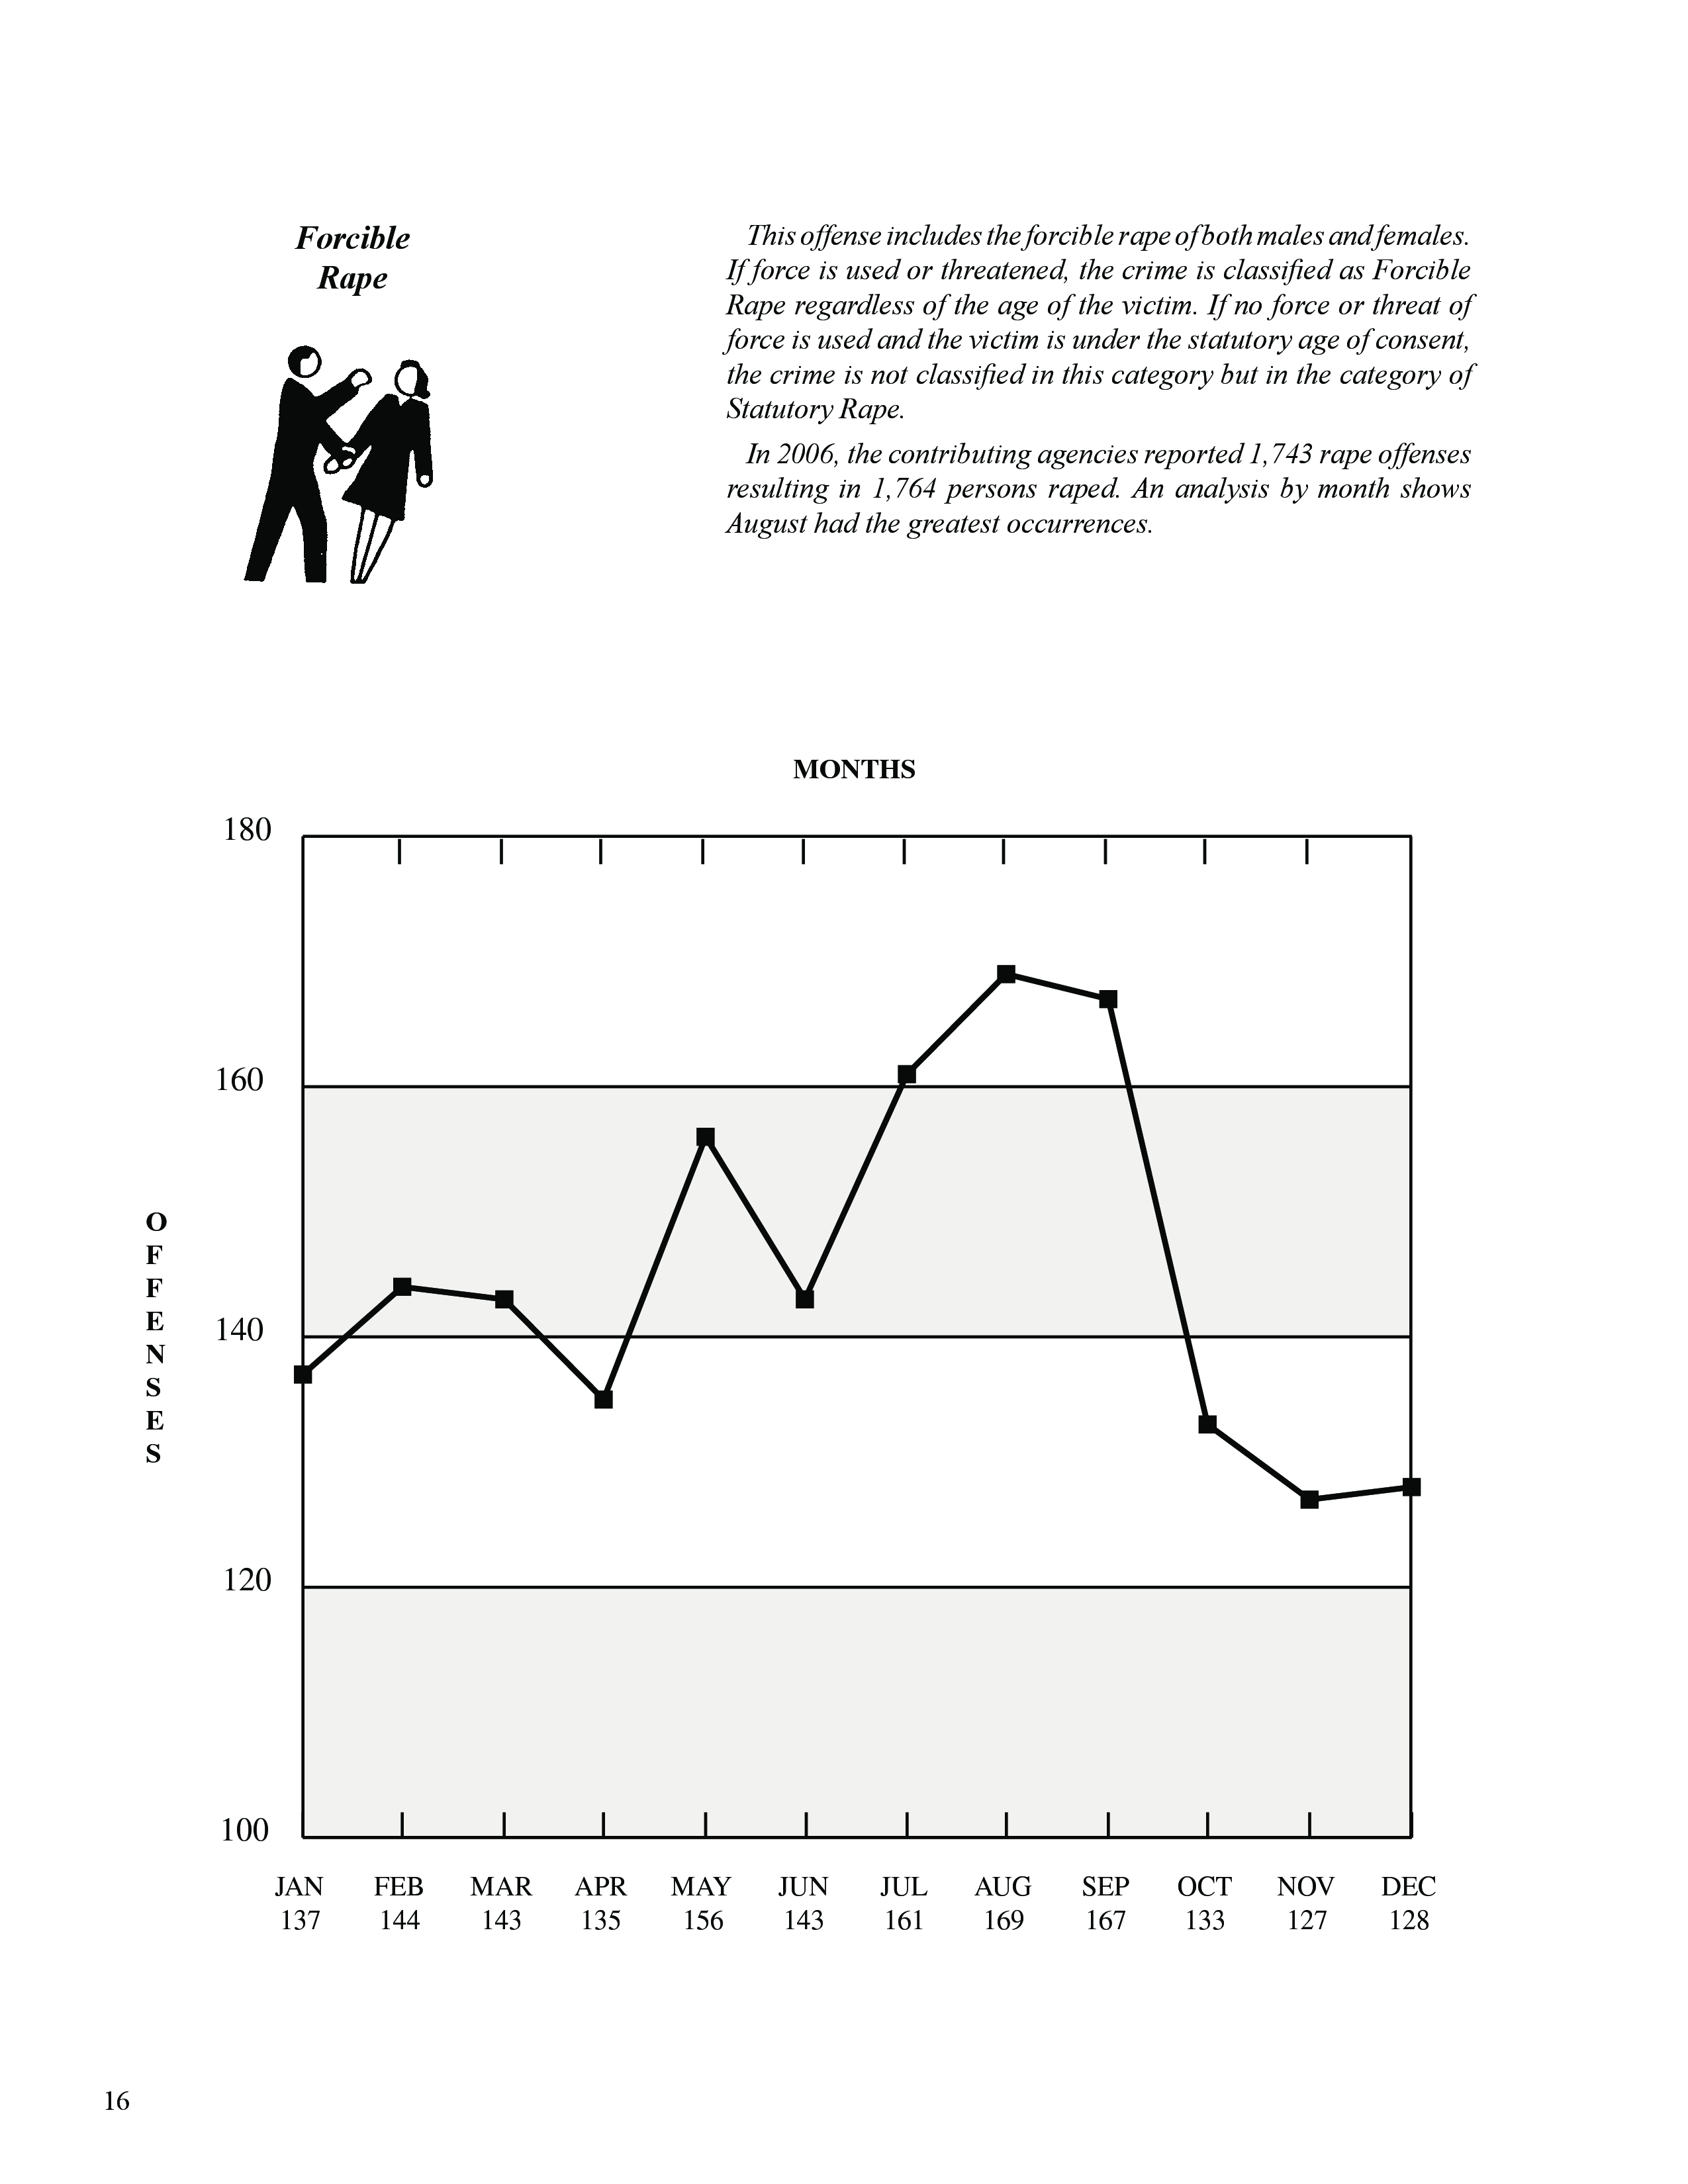 Forcible
Rape
This offense includes the forcible rape of both males and females.
If force is used or threatened, the crime is classified as Forcible
Rape regardless of the age of the victim. If no force or threat of
force is used and the victim is under the statutory age of consent,
the crime is not classified in this category but in the category of
Statutory Rape.
In 2006, the contributing agencies reported 1,743 rape offenses
resulting in 1,764 persons raped. An analysis by month shows
August had the greatest occurrences.
MONTHS
180
160
140
120
100
OFFENSES
JAN FEB MAR APR MAY JUN JUL AUG SEP OCT NOV DEC
137 144 143 135 156 143 161 169 167 133 127 128
16